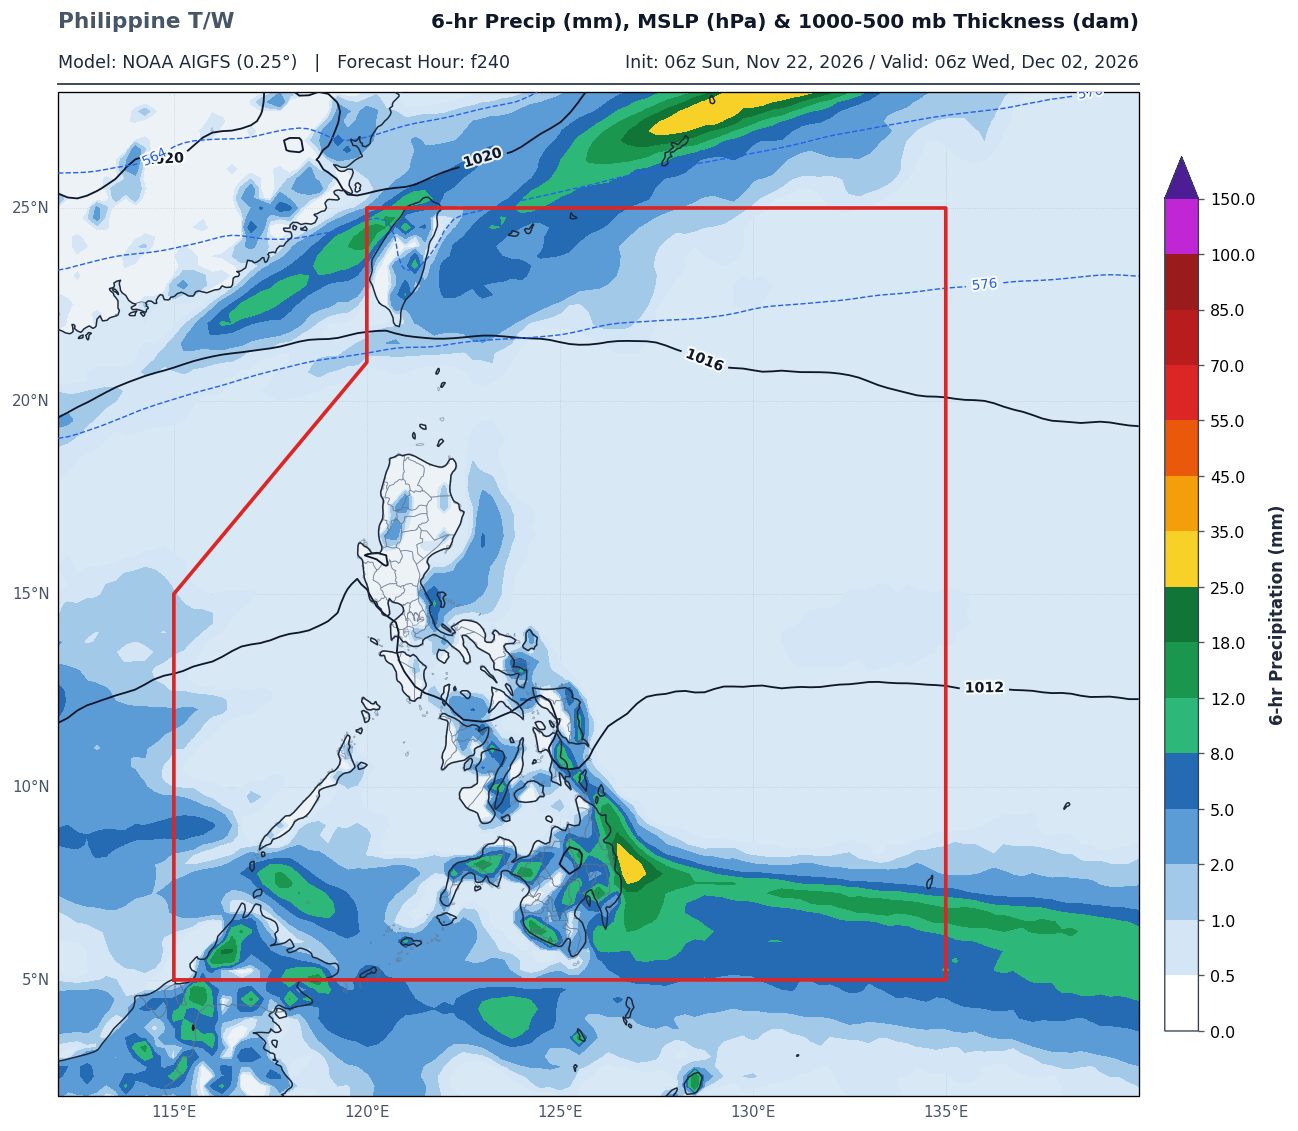 Philippine T/W
6-hr Precip (mm), MSLP (hPa) & 1000-500 mb Thickness (dam)
Model: NOAA AIGFS (0.25°) | Forecast Hour: f240
Init: 06z Sun, Nov 22, 2026 / Valid: 06z Wed, Dec 02, 2026
576
564
1020
1020
25°N
576
1016
20°N
15°N
1012
10°N
5°N
115°E
120°E
125°E
130°E
135°E
150.0
100.0
85.0
70.0
55.0
45.0
35.0
25.0
18.0
12.0
8.0
5.0
2.0
1.0
0.5
0.0
6-hr Precipitation (mm)